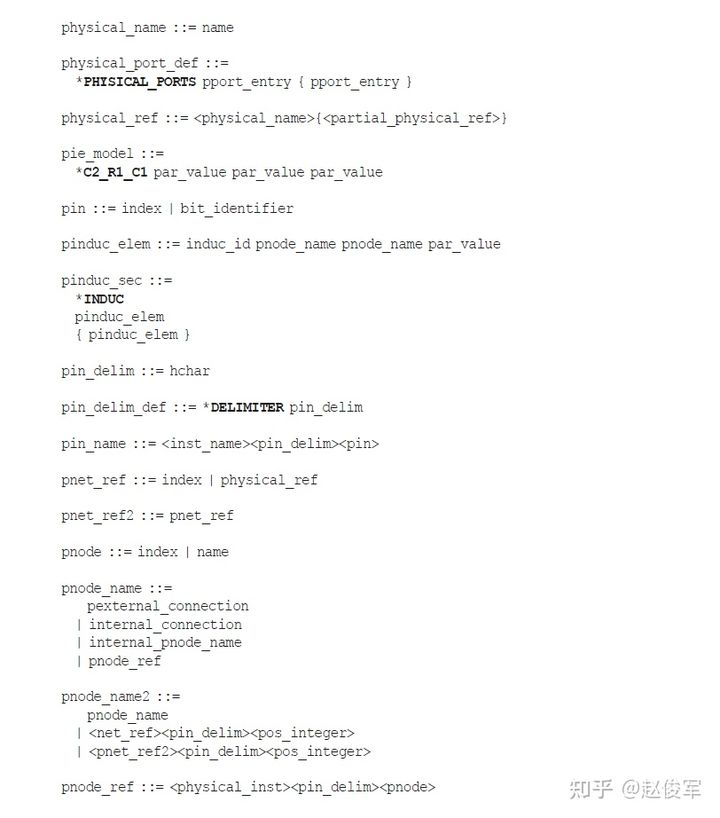 physical_name ::= name
physical_port_def ::=
*PHYSICAL_PORTS pport_entry { pport_entry }
physical_ref ::= <physical_name>{<partial_physical_ref>}
pie_model ::=
*C2_R1_C1 par_value par_value par_value
pin ::= index | bit_identifier
pinduc_elem ::= induc_id pnode_name pnode_name par_value
pinduc_sec ::=
*INDUC
pinduc_elem
{ pinduc_elem }
pin_delim ::= hchar
pin_delim_def ::= *DELIMITER pin_delim
pin_name ::= <inst_name><pin_delim><pin>
pnet_ref ::= index | physical_ref
pnet_ref2 ::= pnet_ref
pnode ::= index | name
pnode_name ::=
pexternal_connection
| internal_connection
| internal_pnode_name
| pnode_ref
pnode_name2 ::=
pnode_name
| <net_ref><pin_delim><pos_integer>
| <pnet_ref2><pin_delim><pos_integer>
pnode_ref ::= <physical_inst><pin_delim><pnode>
知乎 @赵俊军